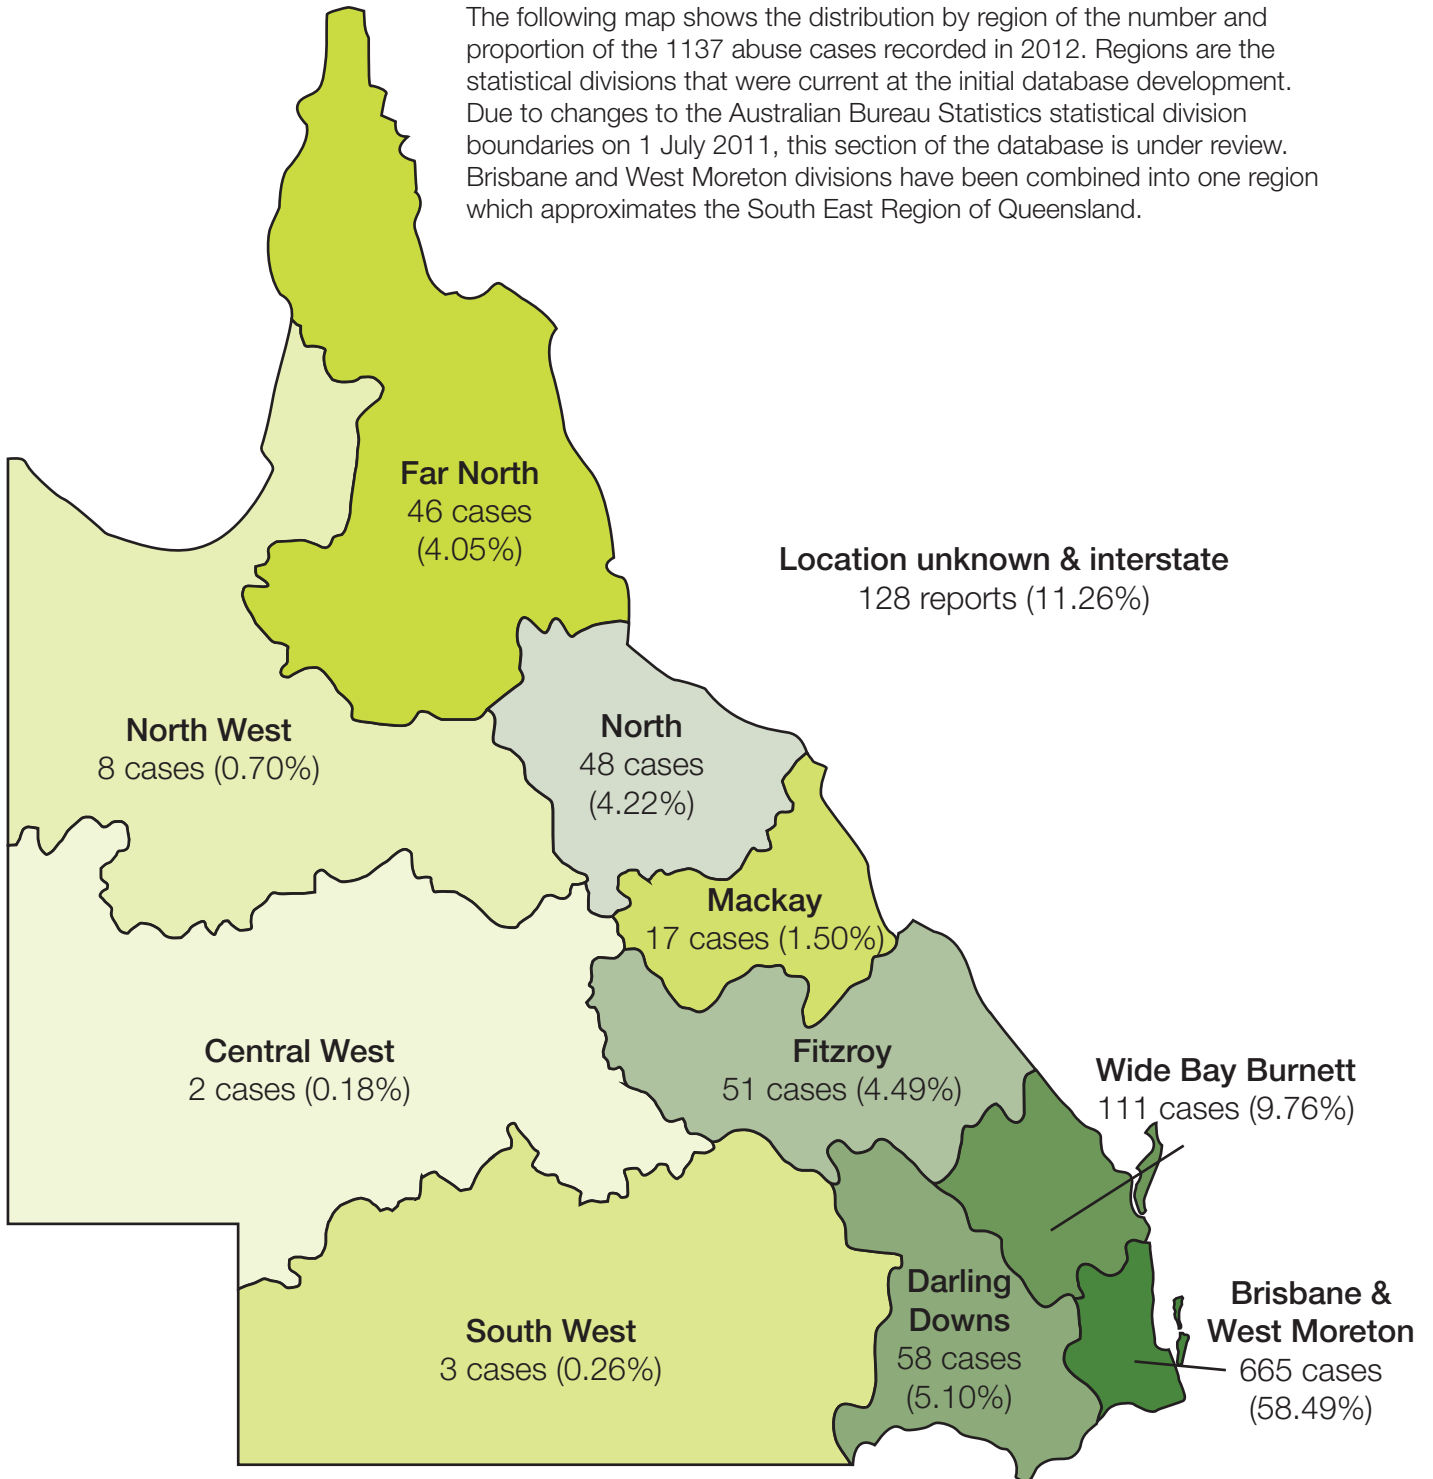 The following map shows the distribution by region of the number and
proportion of the 1137 abuse cases recorded in 2012. Regions are the
statistical divisions that were current at the initial database development.
Due to changes to the Australian Bureau Statistics statistical division
boundaries on 1 July 2011, this section of the database is under review.
Brisbane and West Moreton divisions have been combined into one region
which approximates the South East Region of Queensland.
Far North
46 cases
(4.05%)
Location unknown & interstate
128 reports (11.26%)
North West
8 cases (0.70%)
North
48 cases
(4.22%)
Mackay
17 cases (1.50%)
Central West
2 cases (0.18%)
Fitzroy
51 cases (4.49%)
Wide Bay Burnett
111 cases (9.76%)
South West
3 cases (0.26%)
Darling
Downs
58 cases
(5.10%)
Brisbane &
West Moreton
665 cases
(58.49%)